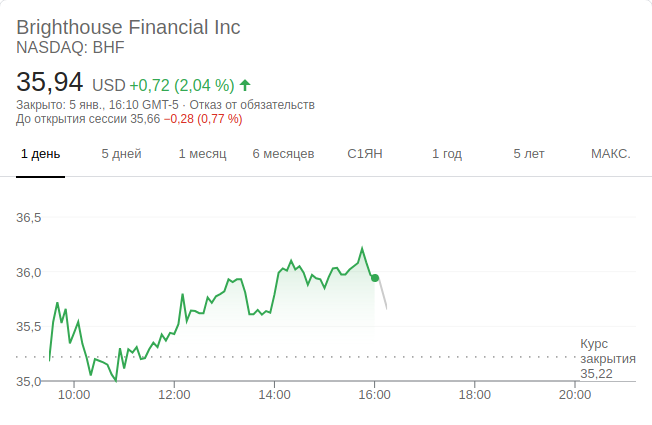 Brighthouse Financial Inc
NASDAQ: BHF
35,94 USD +0,72 (2,04 %)
Закрыто: 5 янв., 16:10 GMT-5 · Отказ от обязательств
До открытия сессии 35,66 −0,28 (0,77 %)
1 день 5 дней 1 месяц 6 месяцев С1ЯН 1 год 5 лет МАКС.
36,5
36,0
35,5
Курс
закрытия
35,22
35,0
10:00 12:00 14:00 16:00 18:00 20:00